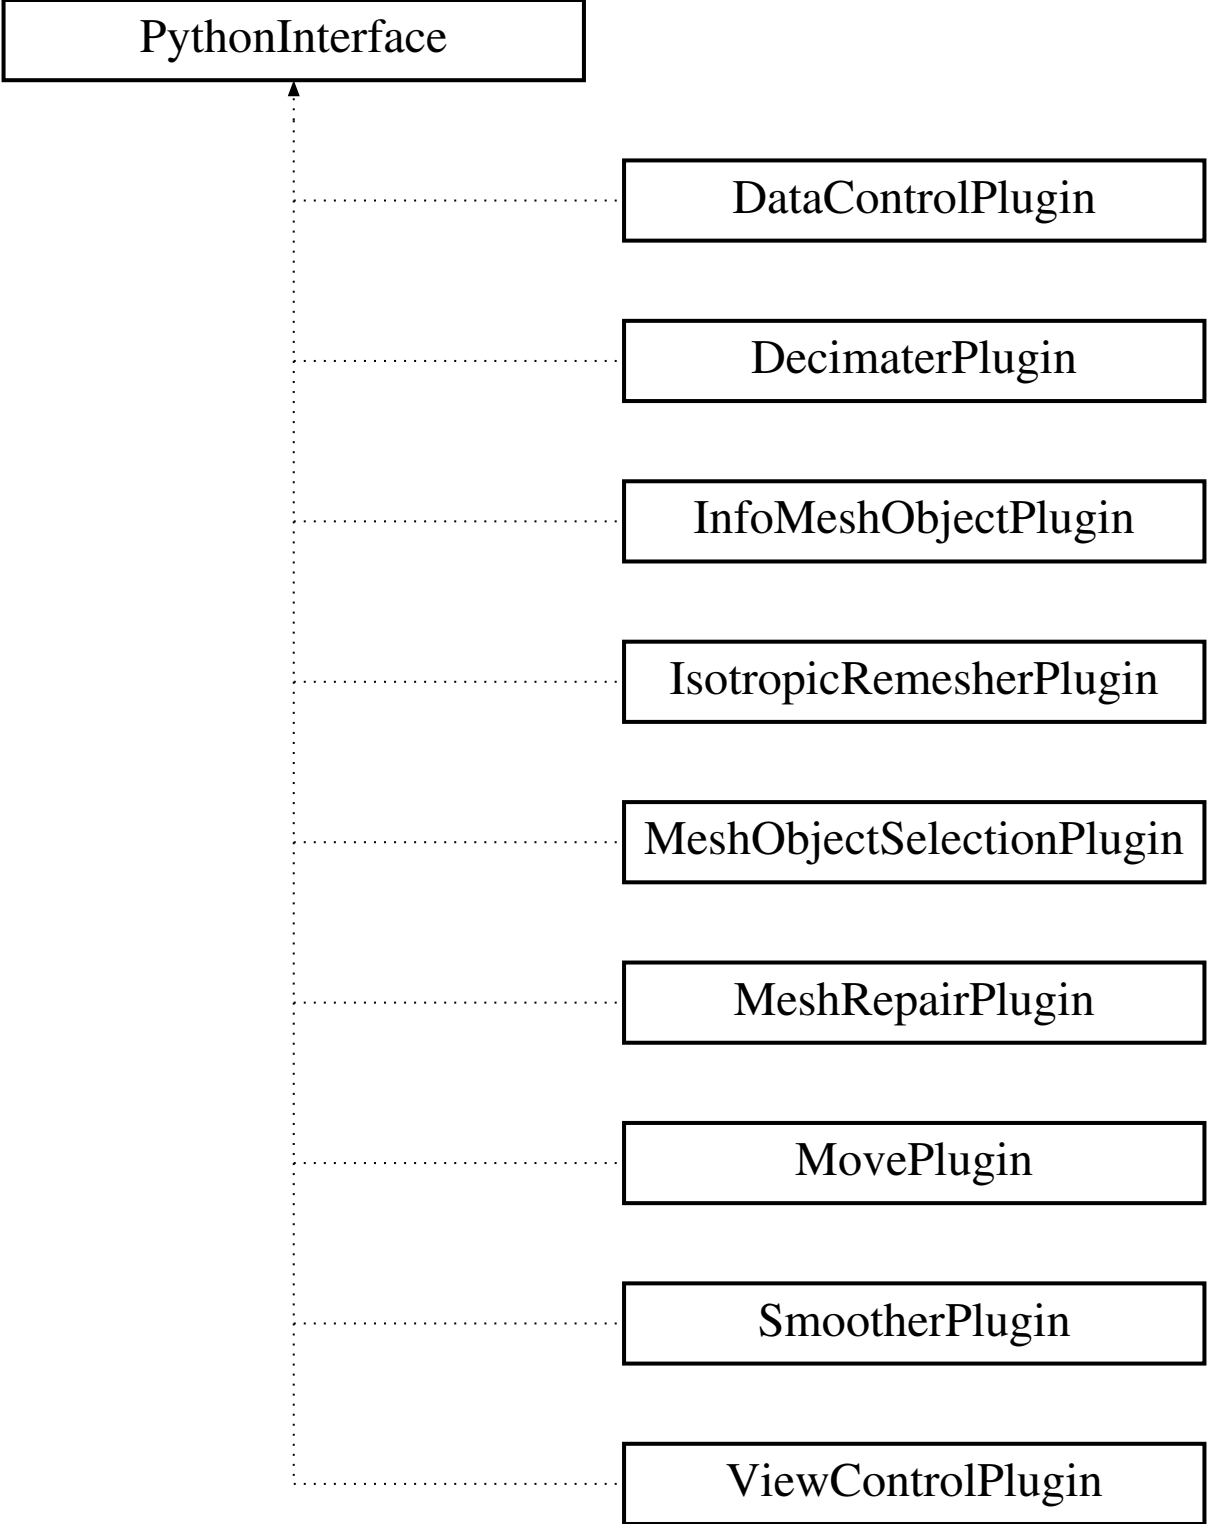 PythonInterface
DataControlPlugin
DecimaterPlugin
InfoMeshObjectPlugin
IsotropicRemesherPlugin
MeshObjectSelectionPlugin
MeshRepairPlugin
MovePlugin
SmootherPlugin
ViewControlPlugin